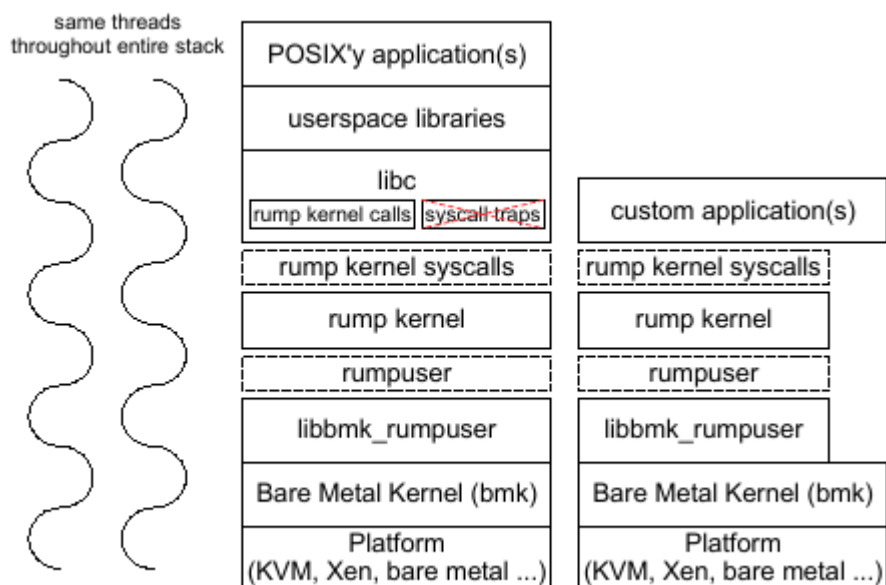 same threads
throughout entire stack
POSIX'y application(s)
userspace libraries
libc
rump kernel calls
syscall traps
rump kernel syscalls
rump kernel
rumpuser
libbmk_rumpuser
Bare Metal Kernel (bmk)
Platform
(KVM, Xen, bare metal ...)
custom application(s)
rump kernel syscalls
rump kernel
rumpuser
libbmk_rumpuser
Bare Metal Kernel (bmk)
Platform
(KVM, Xen, bare metal ...)